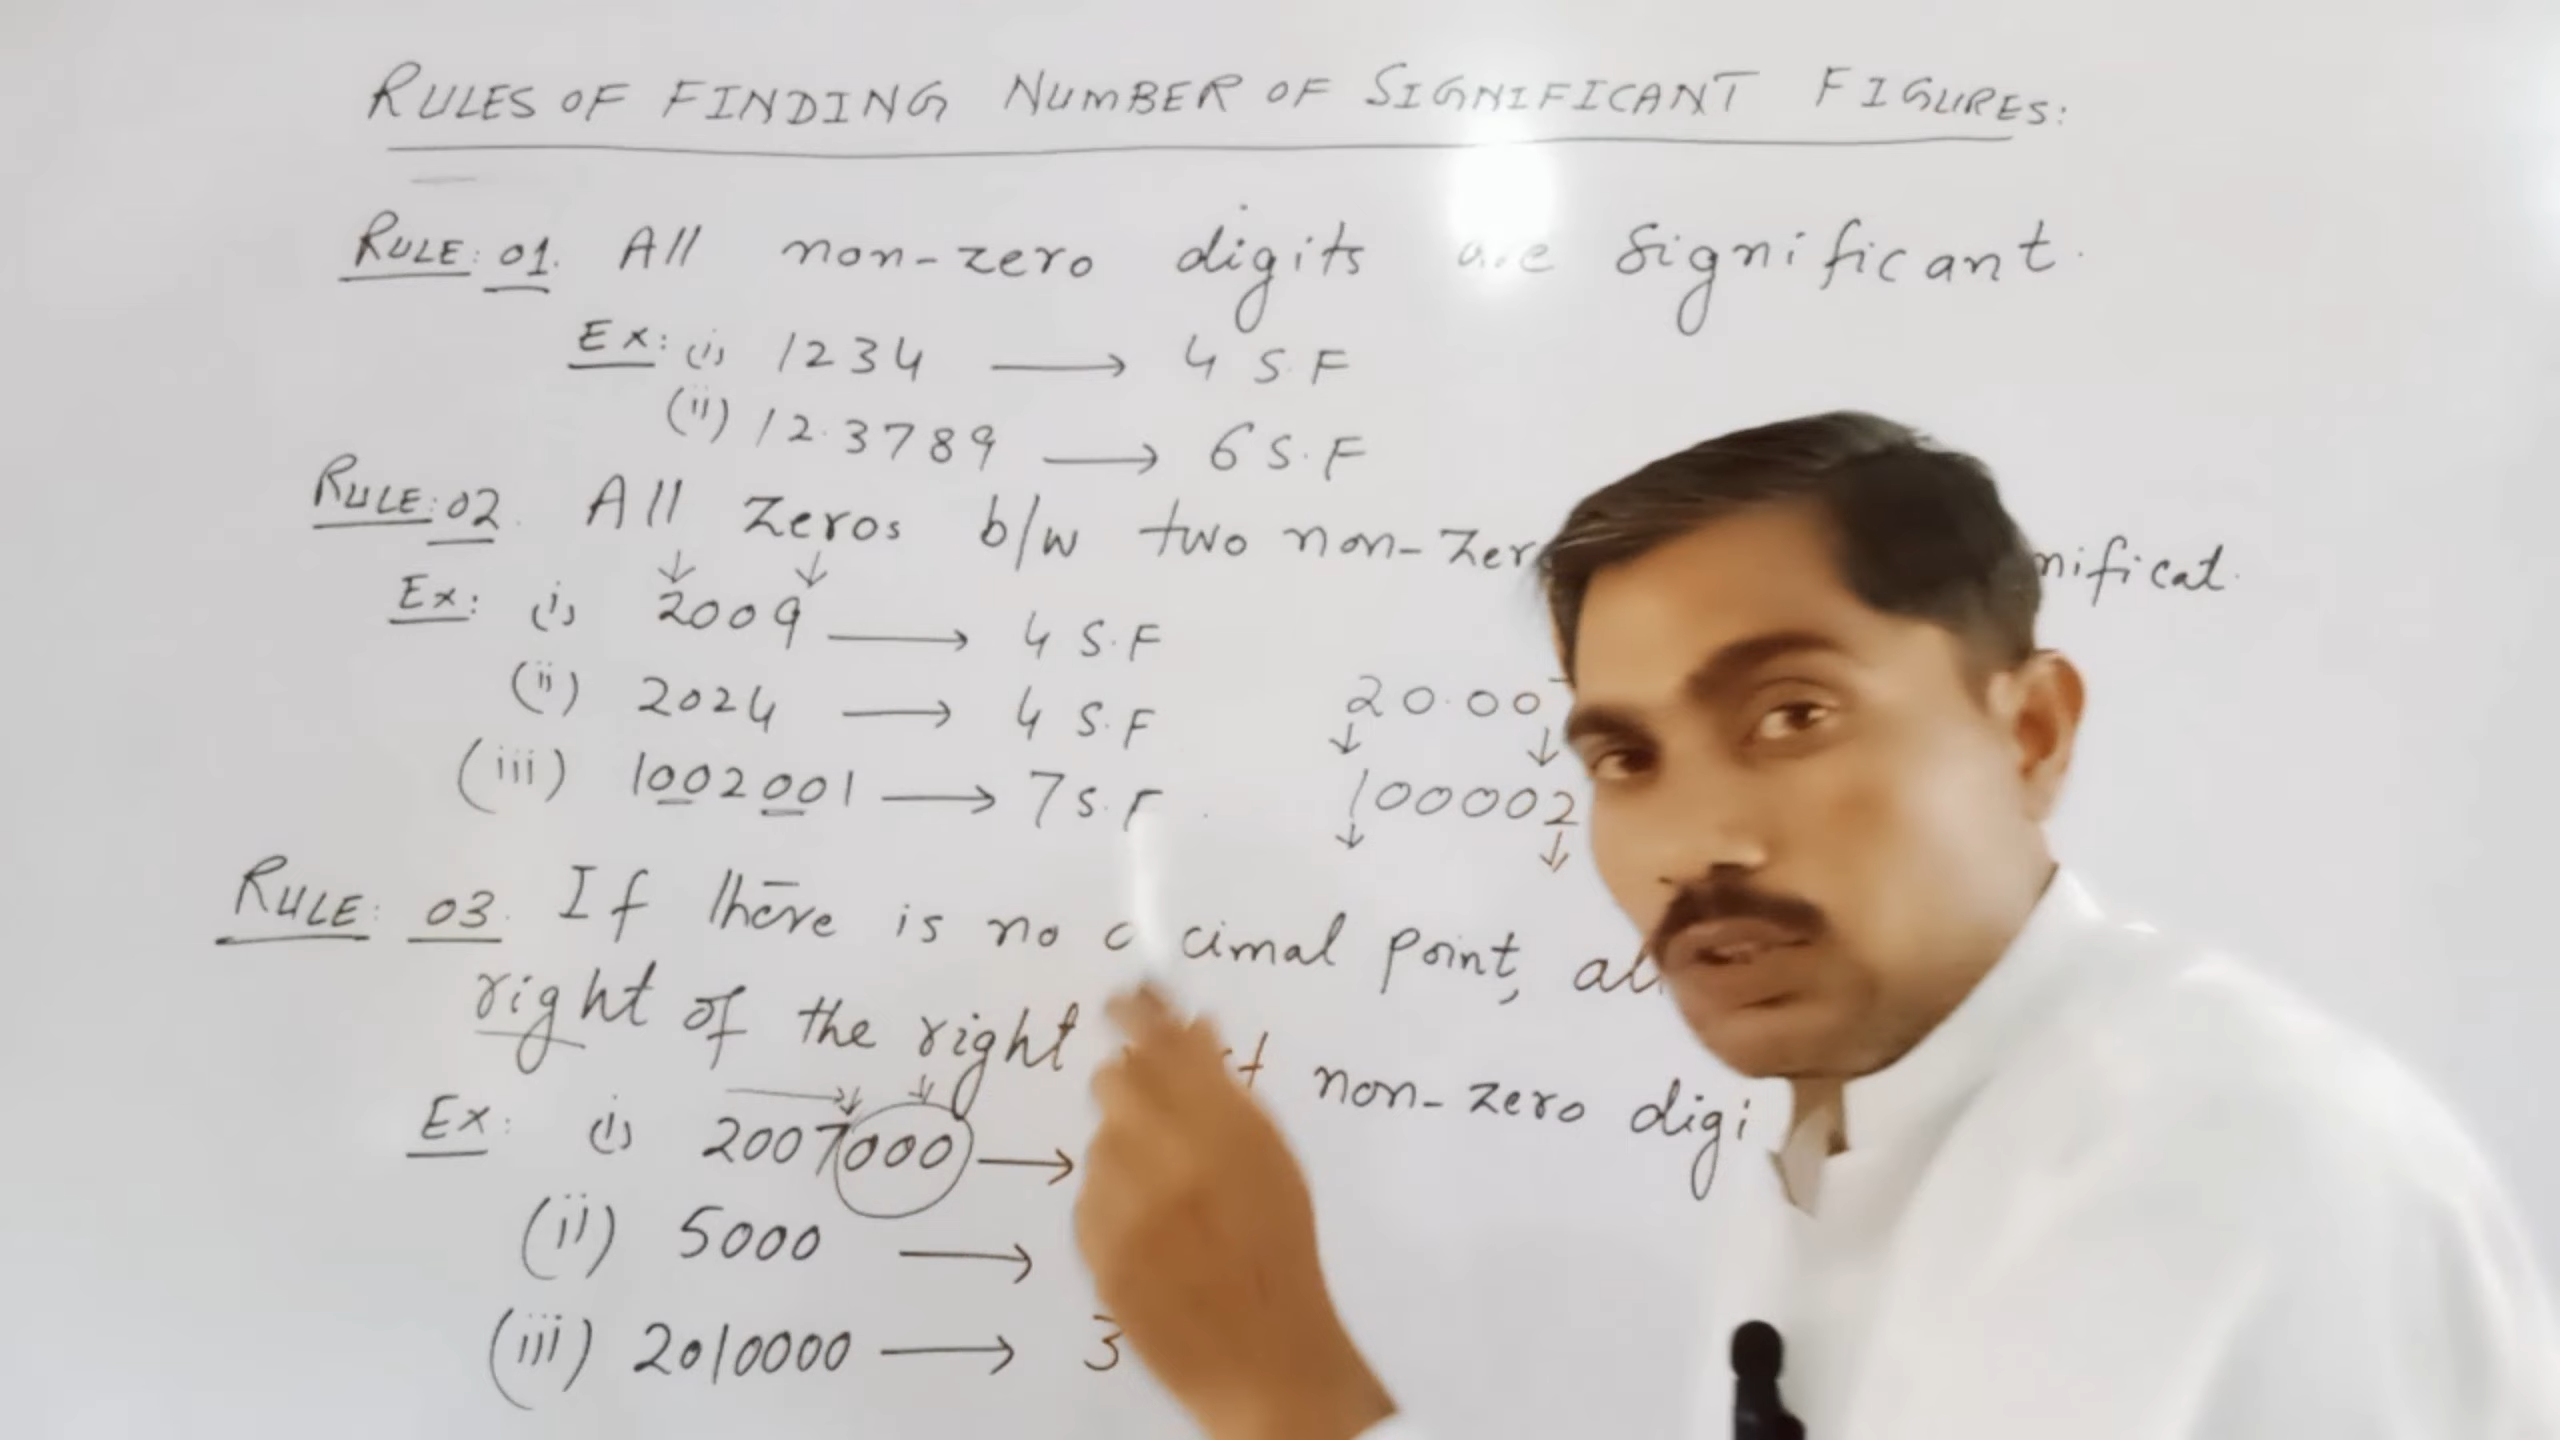 RULES OF FINDING NUMBER OF SIGNIFICANT FIGURES:
RULE: 01. All non-zero digits are significant.
Ex: (i) 1234 → 4 S.F
(ii) 12.3789 → 6 S.F
RULE: 02. All zeros b/w two non-zer nificat.
Ex: (i) 2009 → 4 S.F
(ii) 2024 → 4 S.F
20.00
(iii) 1002001 → 7 S.F
100002
RULE: 03. If there is no cimal point, al
right of the right non-zero digi
Ex: (i) 2007000 →
(ii) 5000 →
(iii) 2010000 → 3